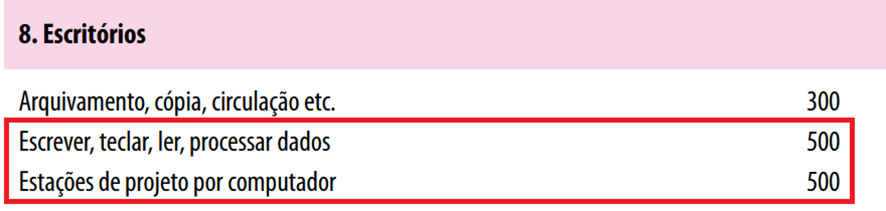 8. Escritórios
Arquivamento, cópia, circulação etc. 300
Escrever, teclar, ler, processar dados 500
Estações de projeto por computador 500